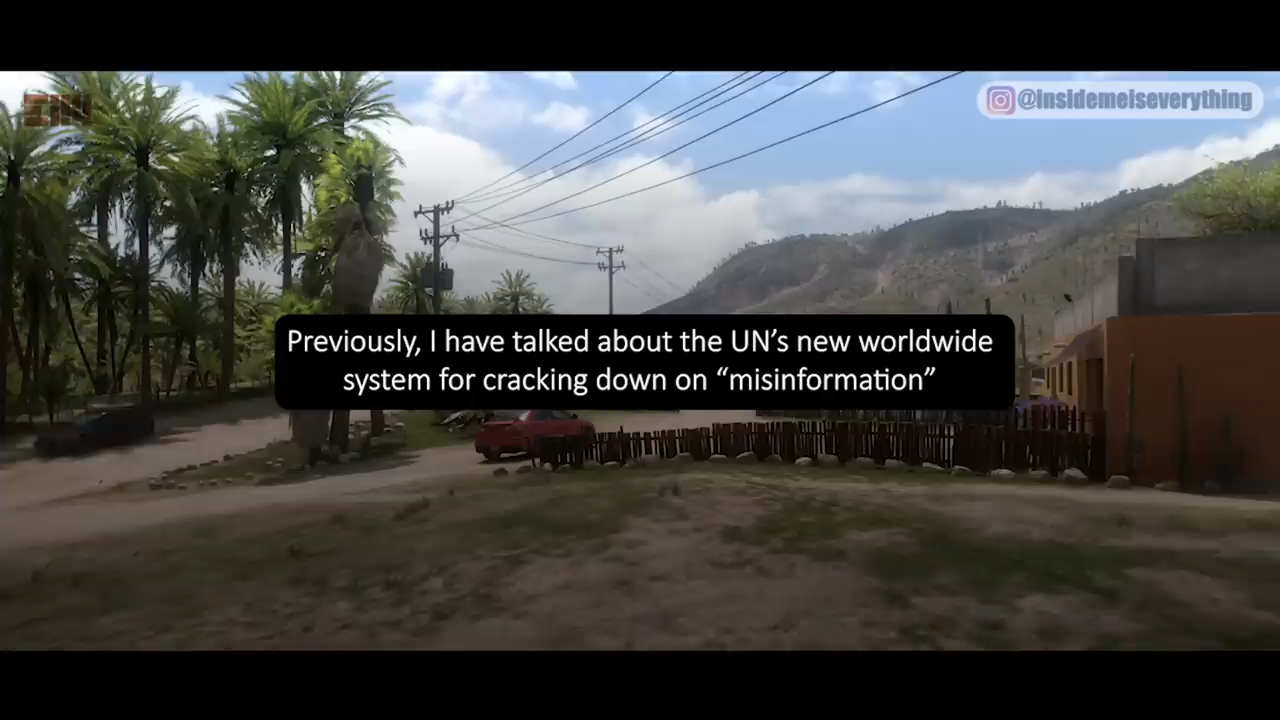 @Insidemeiseverything
Previously, I have talked about the UN’s new worldwide
system for cracking down on “misinformation”